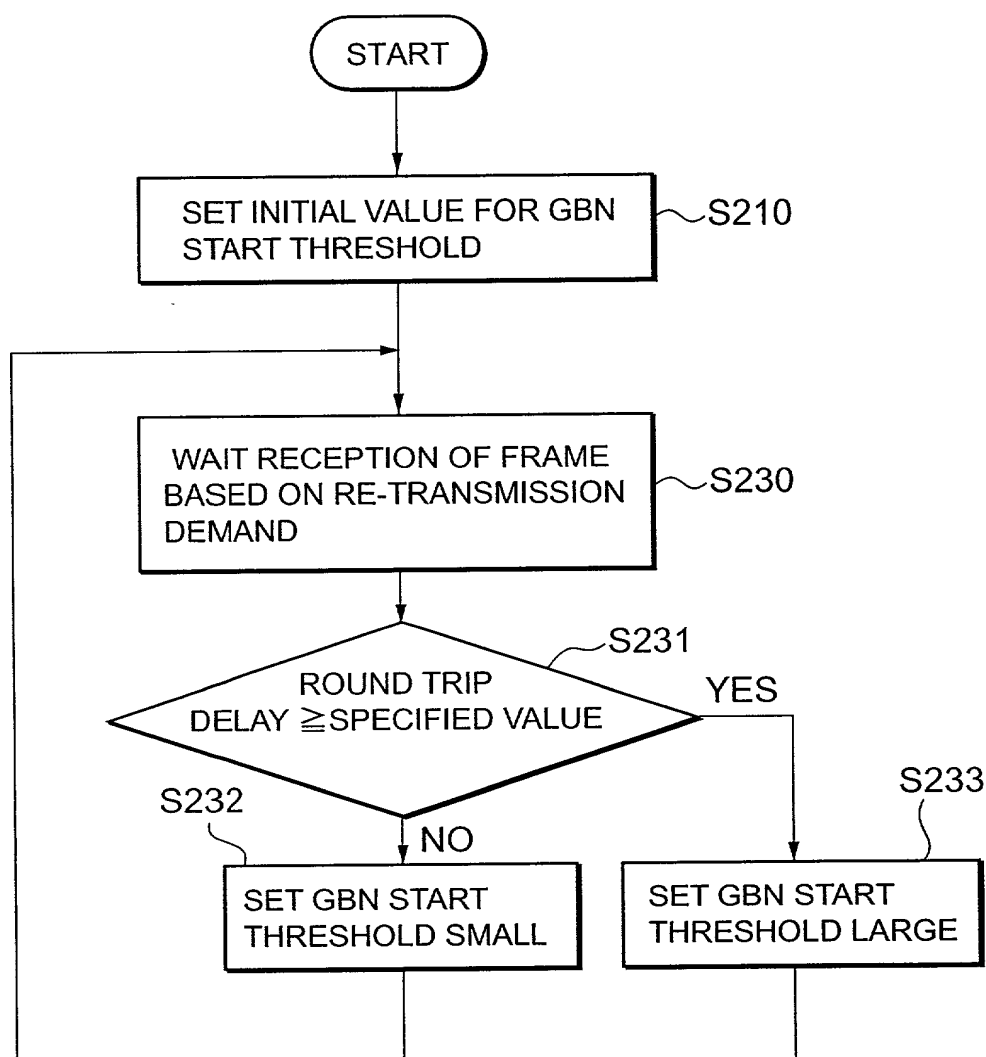 START
SET INITIAL VALUE FOR GBN
START THRESHOLD
S210
WAIT RECEPTION OF FRAME
BASED ON RE-TRANSMISSION
DEMAND
S230
S231
ROUND TRIP
DELAY ≧SPECIFIED VALUE
YES
S232
NO
S233
SET GBN START
THRESHOLD SMALL
SET GBN START
THRESHOLD LARGE